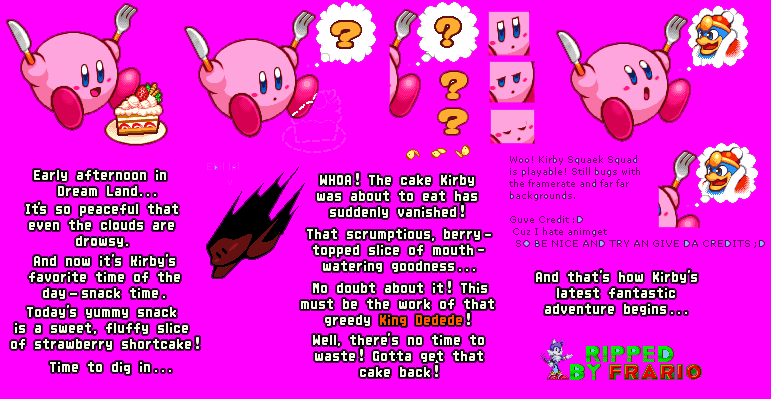 Early afternoon in
Dream Land...
It's so peaceful that
even the clouds are
drowsy.
And now it's Kirby's
favorite time of the
day-snack time.
Today's yummy snack
is a sweet, fluffy slice
of strawberry shortcake!
Time to dig in...
?
?
?
?
WHOA! The cake Kirby
was about to eat has
suddenly vanished!
That scrumptious, berry-
topped slice of mouth-
watering goodness...
No doubt about it! This
must be the work of that
greedy King Dedede!
Well, there's no time to
waste! Gotta get that
cake back!
Woo! Kirby Squaek Squad
is playable! Still bugs with
the framerate and far far
backgrounds.
Guve Credit :D
Cuz I hate animget
SO BE NICE AND TRY AN GIVE DA CREDITS ;D
And that's how Kirby's
latest fantastic
adventure begins...
RIPPED
BY FRARIO